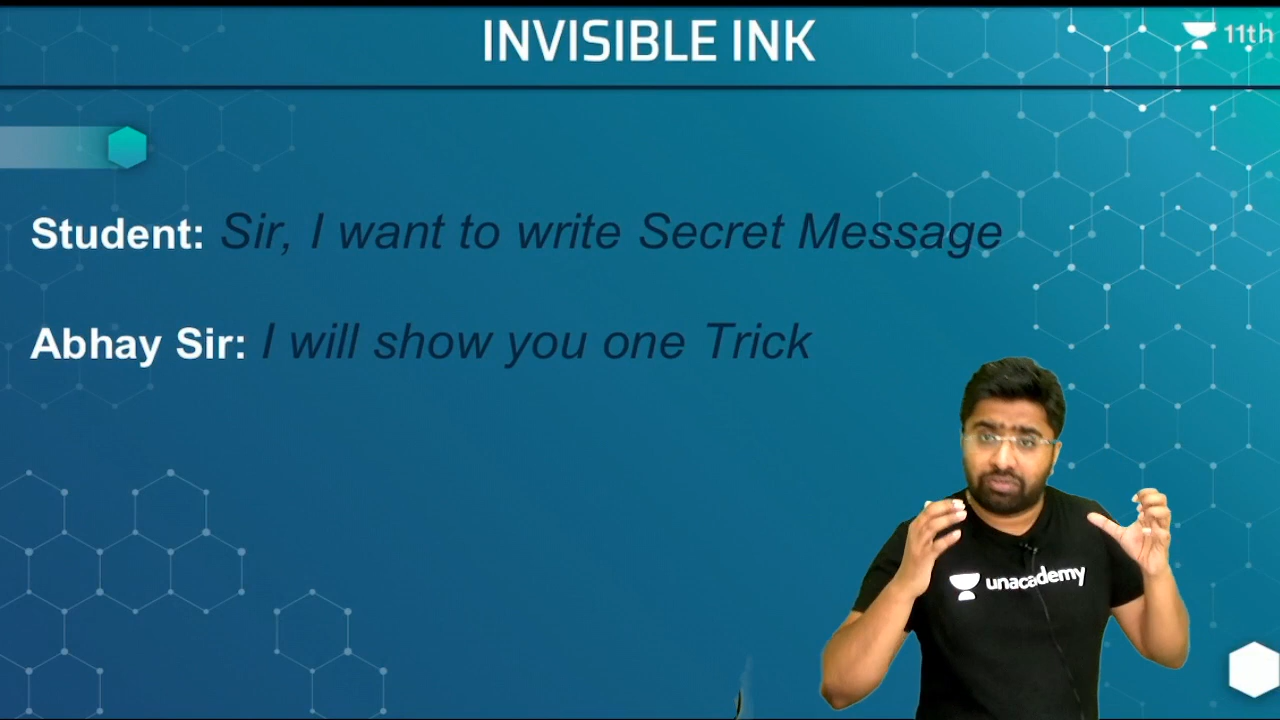 INVISIBLE INK
11th
Student: Sir, I want to write Secret Message
Abhay Sir: I will show you one Trick
unacademy